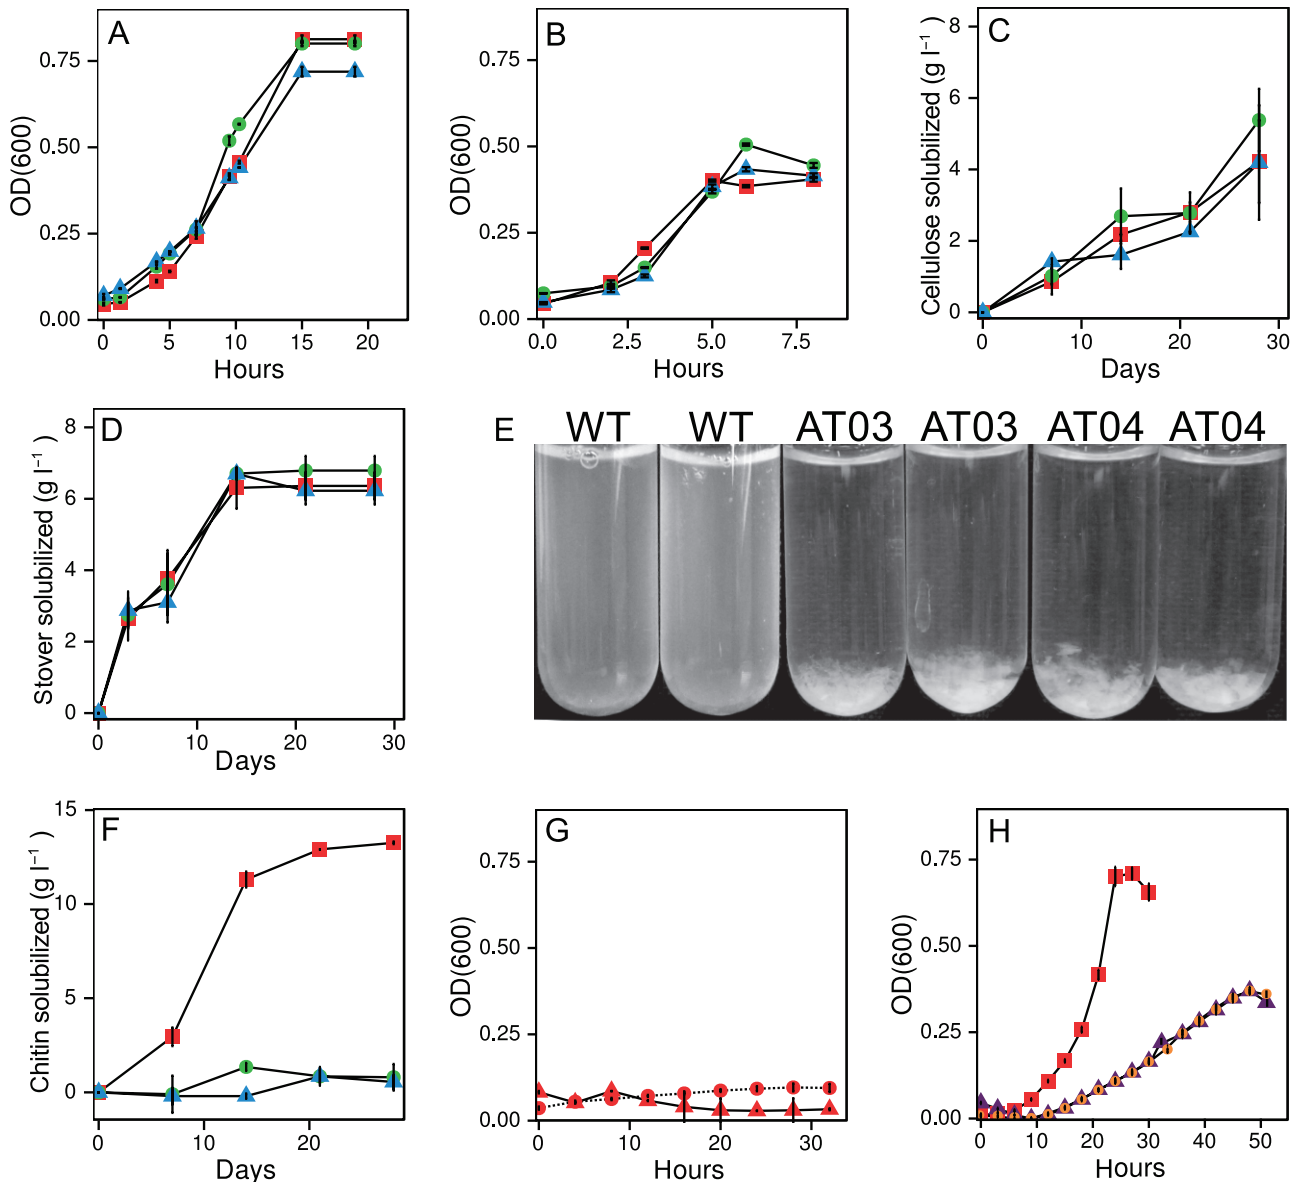 A
OD(600)
0.75
0.50
0.25
0.00
0 5 10 15 20
Hours
B
OD(600)
0.75
0.50
0.25
0.00
0.0 2.5 5.0 7.5
Hours
C
Cellulose solubilized (g l⁻¹)
8
6
4
2
0
0 10 20 30
Days
D
Stover solubilized (g l⁻¹)
8
6
4
2
0
0 10 20 30
Days
E
WT WT AT03 AT03 AT04 AT04
F
Chitin solubilized (g l⁻¹)
15
10
5
0
0 10 20 30
Days
G
OD(600)
0.75
0.50
0.25
0.00
0 10 20 30
Hours
H
OD(600)
0.75
0.50
0.25
0.00
0 10 20 30 40 50
Hours